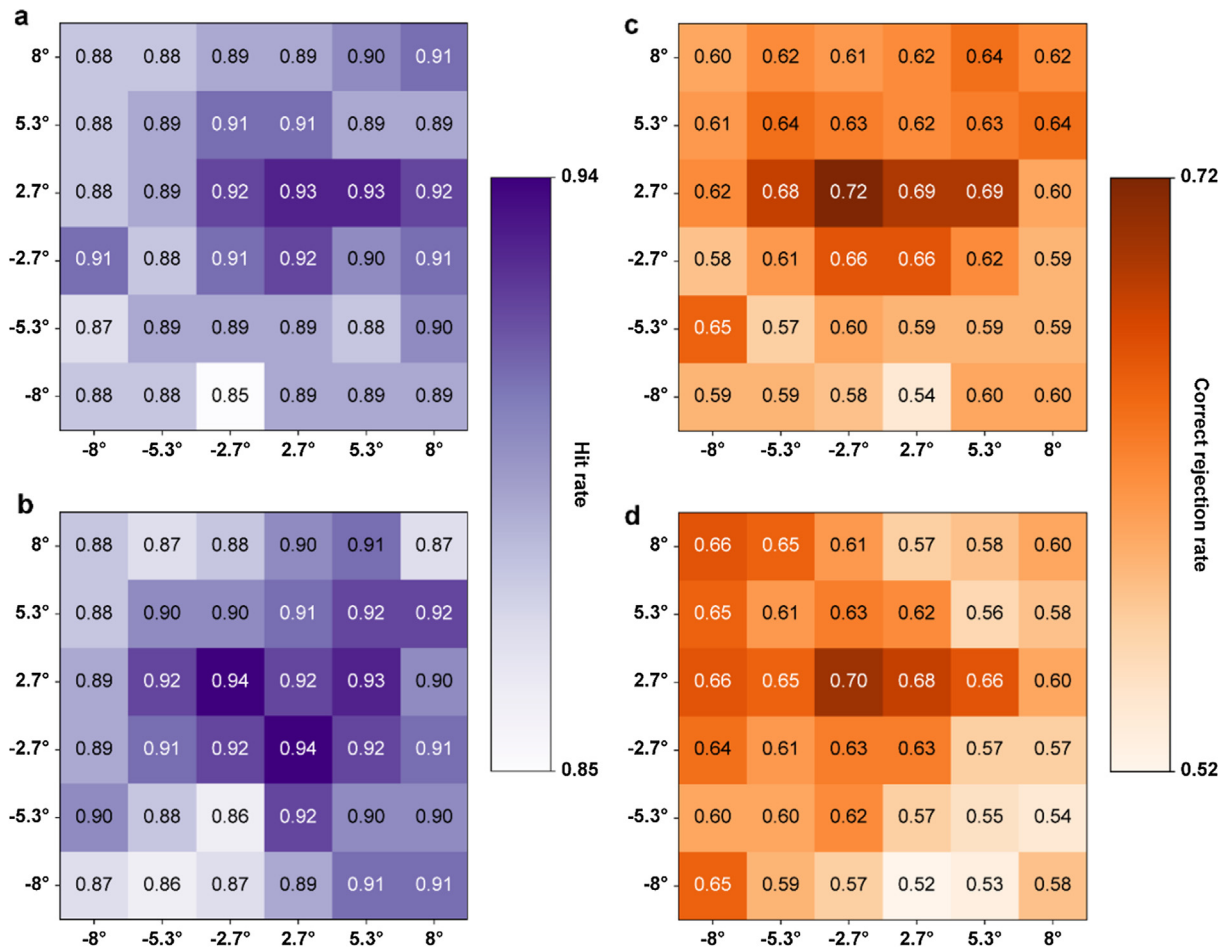 a
8° 0.88 0.88 0.89 0.89 0.90 0.91
5.3° 0.88 0.89 0.91 0.91 0.89 0.89
2.7° 0.88 0.89 0.92 0.93 0.93 0.92
-2.7° 0.91 0.88 0.91 0.92 0.90 0.91
-5.3° 0.87 0.89 0.89 0.89 0.88 0.90
-8° 0.88 0.88 0.85 0.89 0.89 0.89
-8° -5.3° -2.7° 2.7° 5.3° 8°
b
8° 0.88 0.87 0.88 0.90 0.91 0.87
5.3° 0.88 0.90 0.90 0.91 0.92 0.92
2.7° 0.89 0.92 0.94 0.92 0.93 0.90
-2.7° 0.89 0.91 0.92 0.94 0.92 0.91
-5.3° 0.90 0.88 0.86 0.92 0.90 0.90
-8° 0.87 0.86 0.87 0.89 0.91 0.91
-8° -5.3° -2.7° 2.7° 5.3° 8°
0.94
Hit rate
0.85
c
8° 0.60 0.62 0.61 0.62 0.64 0.62
5.3° 0.61 0.64 0.63 0.62 0.63 0.64
2.7° 0.62 0.68 0.72 0.69 0.69 0.60
-2.7° 0.58 0.61 0.66 0.66 0.62 0.59
-5.3° 0.65 0.57 0.60 0.59 0.59 0.59
-8° 0.59 0.59 0.58 0.54 0.60 0.60
-8° -5.3° -2.7° 2.7° 5.3° 8°
d
8° 0.66 0.65 0.61 0.57 0.58 0.60
5.3° 0.65 0.61 0.63 0.62 0.56 0.58
2.7° 0.66 0.65 0.70 0.68 0.66 0.60
-2.7° 0.64 0.61 0.63 0.63 0.57 0.57
-5.3° 0.60 0.60 0.62 0.57 0.55 0.54
-8° 0.65 0.59 0.57 0.52 0.53 0.58
-8° -5.3° -2.7° 2.7° 5.3° 8°
0.72
Correct rejection rate
0.52